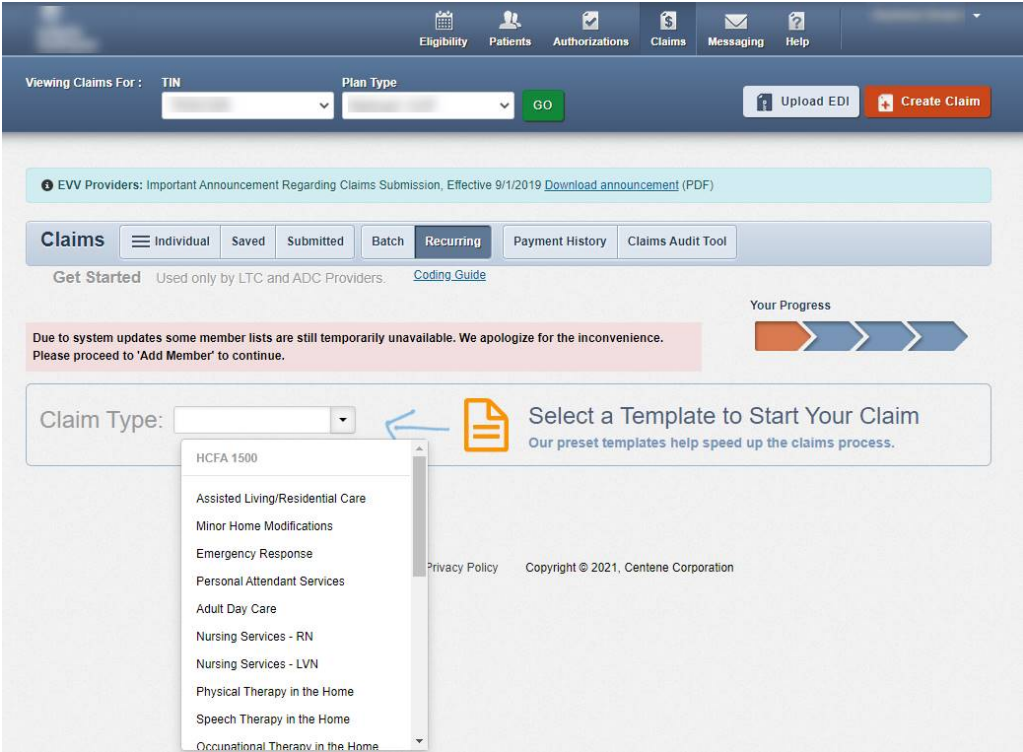 Eligibility Patients Authorizations Claims Messaging Help
Viewing Claims For : TIN Plan Type
GO Upload EDI Create Claim
EVV Providers: Important Announcement Regarding Claims Submission, Effective 9/1/2019 Download announcement (PDF)
Claims Individual Saved Submitted Batch Recurring Payment History Claims Audit Tool
Get Started Used only by LTC and ADC Providers. Coding Guide
Your Progress
Due to system updates some member lists are still temporarily unavailable. We apologize for the inconvenience.
Please proceed to 'Add Member' to continue.
Claim Type: Select a Template to Start Your Claim
Our preset templates help speed up the claims process.
HCFA 1500
Assisted Living/Residential Care
Minor Home Modifications
Emergency Response
Personal Attendant Services
Adult Day Care
Nursing Services - RN
Nursing Services - LVN
Physical Therapy in the Home
Speech Therapy in the Home
Occupational Therapy in the Home
Privacy Policy Copyright © 2021, Centene Corporation